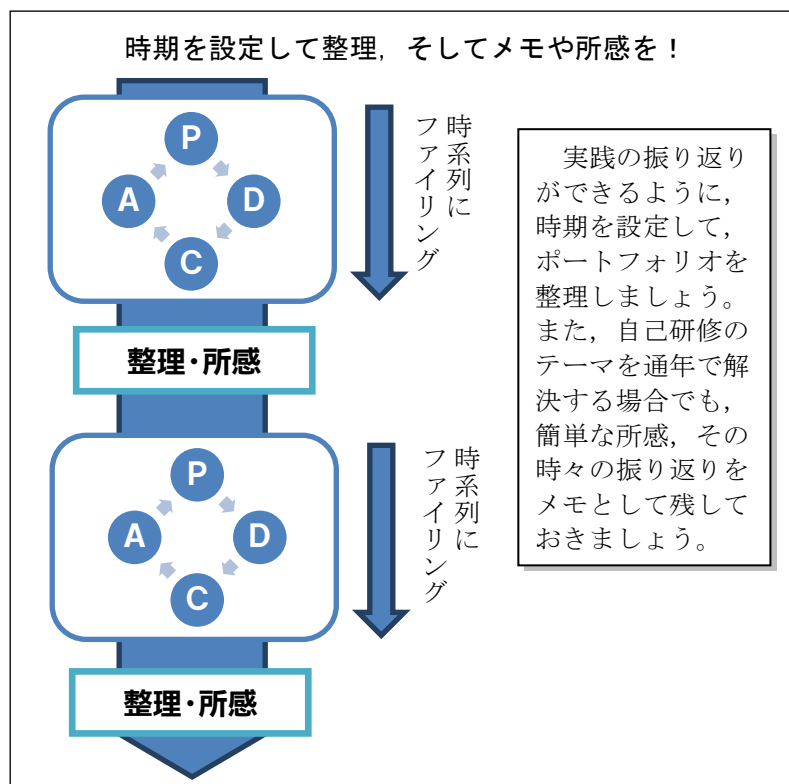 時期を設定して整理，そしてメモや所感を！
P
D
A
C
時系列に
ファイリング
整理・所感
P
D
A
C
時系列に
ファイリング
整理・所感
　実践の振り返り
ができるように，
時期を設定して，
ポートフォリオを
整理しましょう。
また，自己研修の
テーマを通年で解
決する場合でも，
簡単な所感，その
時々の振り返りを
メモとして残して
おきましょう。